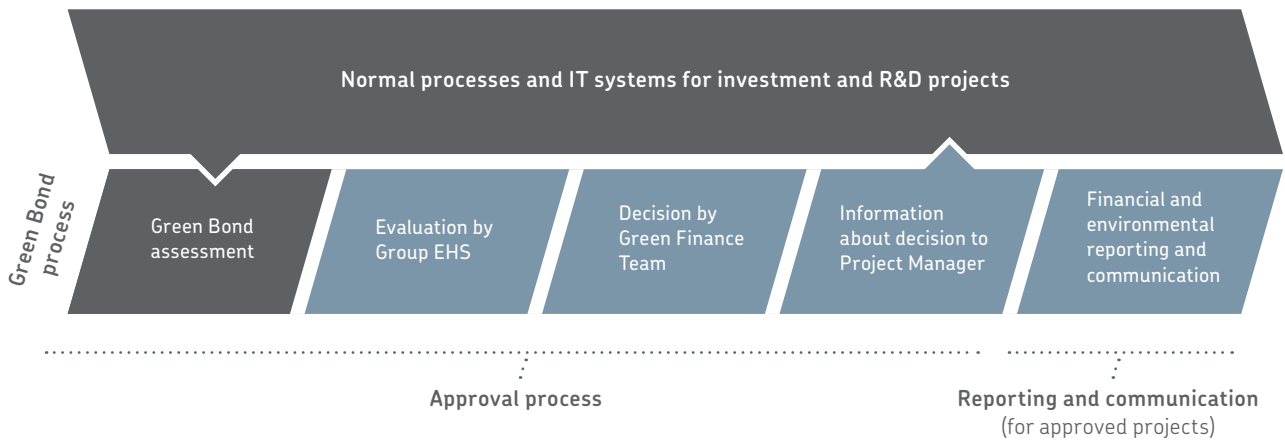 Normal processes and IT systems for investment and R&D projects
Green Bond
process
Green Bond
assessment
Evaluation by
Group EHS
Decision by
Green Finance
Team
Information
about decision to
Project Manager
Financial and
environmental
reporting and
communication
Approval process
Reporting and communication
(for approved projects)